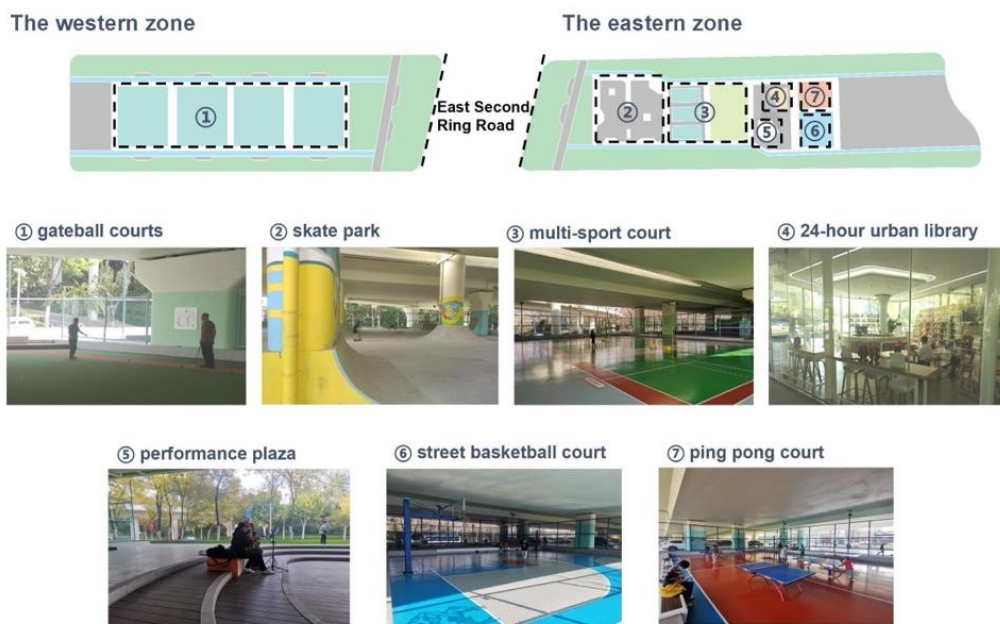 The western zone
The eastern zone
①
East Second
Ring Road
②
③
④
⑦
⑤
⑥
① gateball courts
② skate park
③ multi-sport court
④ 24-hour urban library
⑤ performance plaza
⑥ street basketball court
⑦ ping pong court